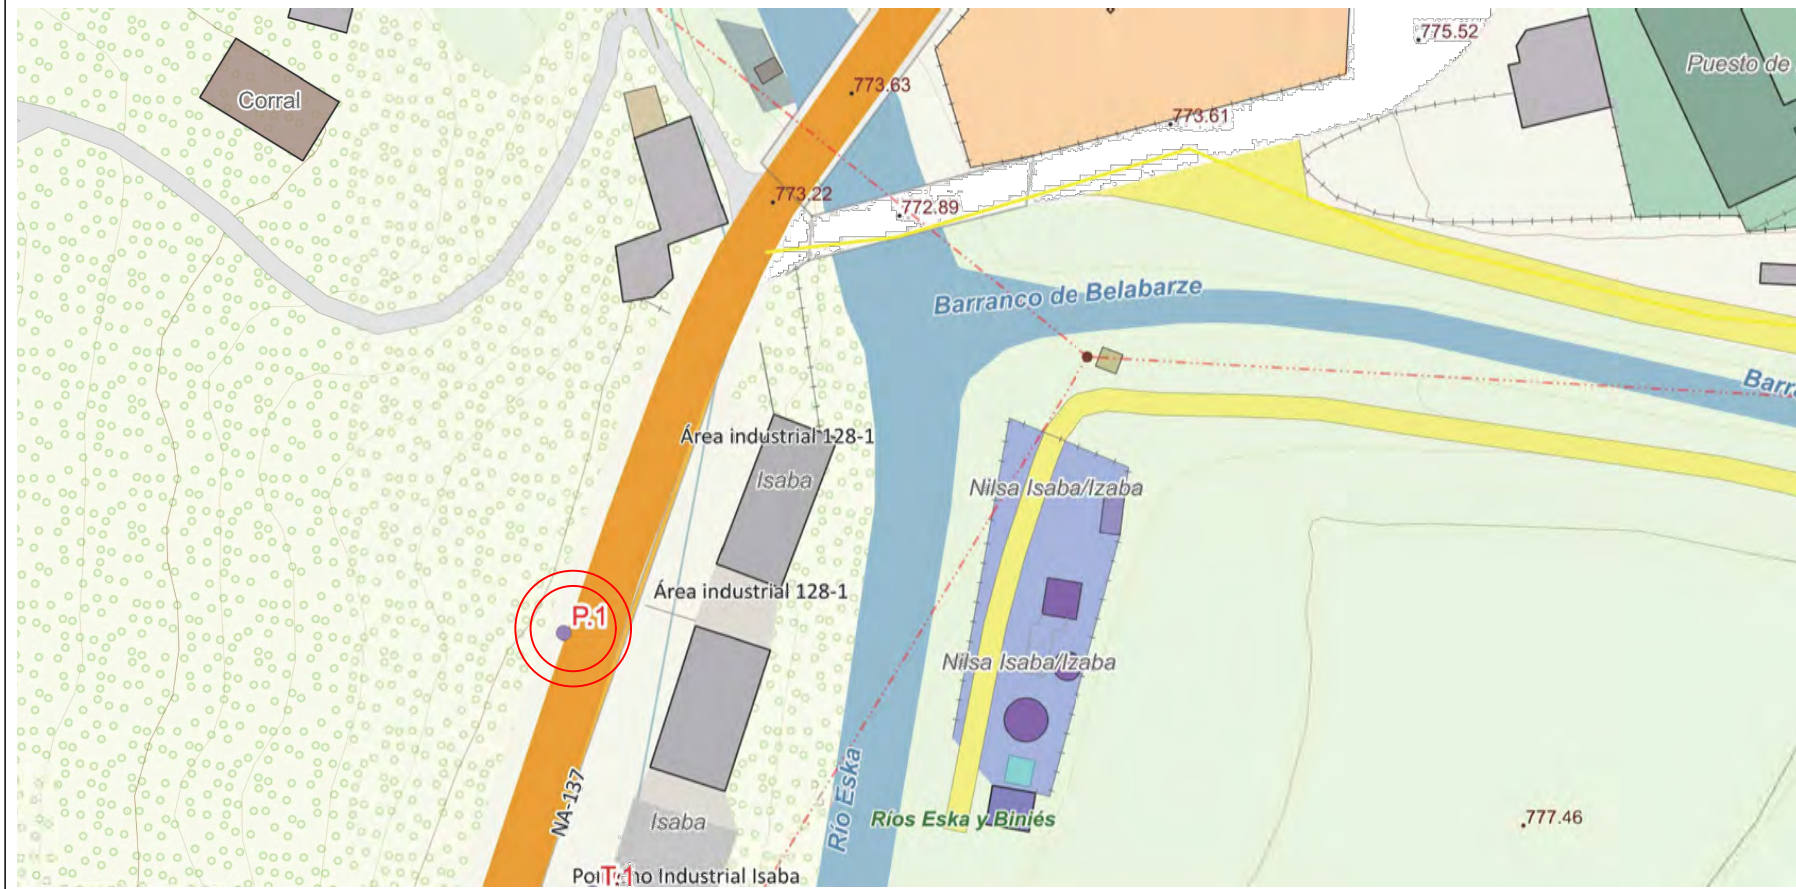 775.52
Puesto de
773.63
Corral
773.61
773.22
772.89
Barranco de Belabarze
Barra
Área industrial 128-1
Isaba
Nilsa Isaba/Izaba
Área industrial 128-1
P.1
Nilsa Isaba/Izaba
NA-137
Río Eska
Isaba
Ríos Eska y Biniés
777.46
T.1
Industrial Isaba